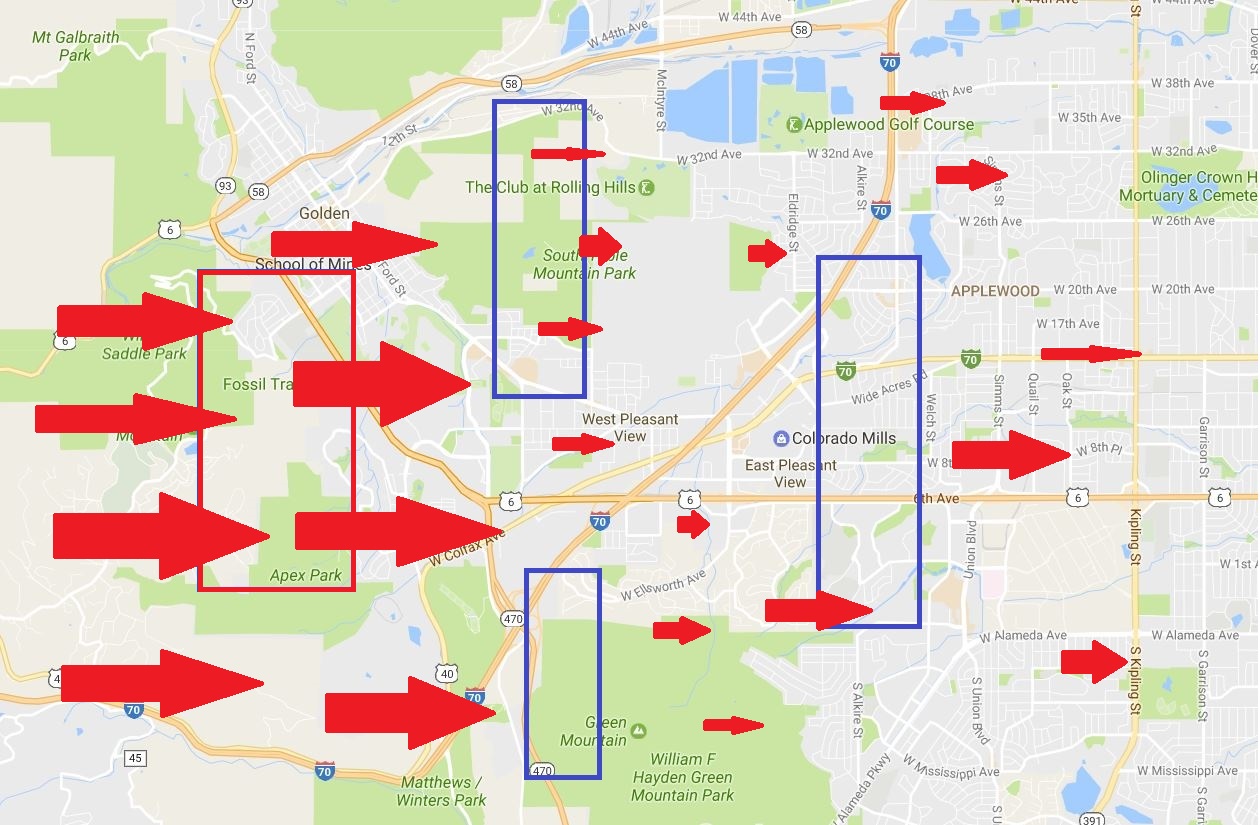 93
W 44th Ave
W 44th Ave
W 44th Ave
W 44th Ave
58
Mt Galbraith
Park
N Ford St
Kipling St
Dover St
70
58
McIntyre St
W 38th Ave
38th Ave
W 32nd Ave
12th St
Applewood Golf Course
W 35th Ave
W 32nd Ave
W 32nd Ave
W 32nd Ave
Alkire St
Simms St
93
58
The Club at Rolling Hills
Olinger Crown H
Mortuary & Cemete
Golden
Eldridge St
70
W 26th Ave
W 26th Ave
6
School of Mines
Ford St
South
Mountain Park
APPLEWOOD
W 20th Ave
W 20th Ave
6
Saddle Park
W 17th Ave
70
70
Fossil Tra
Wide Acres Rd
Simms St
Quail St
Oak St
Welch St
Garrison St
West Pleasant
View
Mountain
Colorado Mills
W 8th Pl
W 8t
East Pleasant
View
6
6
6th Ave
6
6
70
Kipling St
W Colfax Ave
Union Blvd
W 1st A
Apex Park
W Ellsworth Ave
470
W Alameda Ave
W Alameda Ave
4
40
70
70
S Alkire St
S Union Blvd
S Kipling St
S Garrison St
Green
Mountain
45
70
470
William F
Hayden Green
Mountain Park
Matthews /
Winters Park
W Mississippi Ave
W Mississippi Ave
W Alameda Pkwy
S U
391